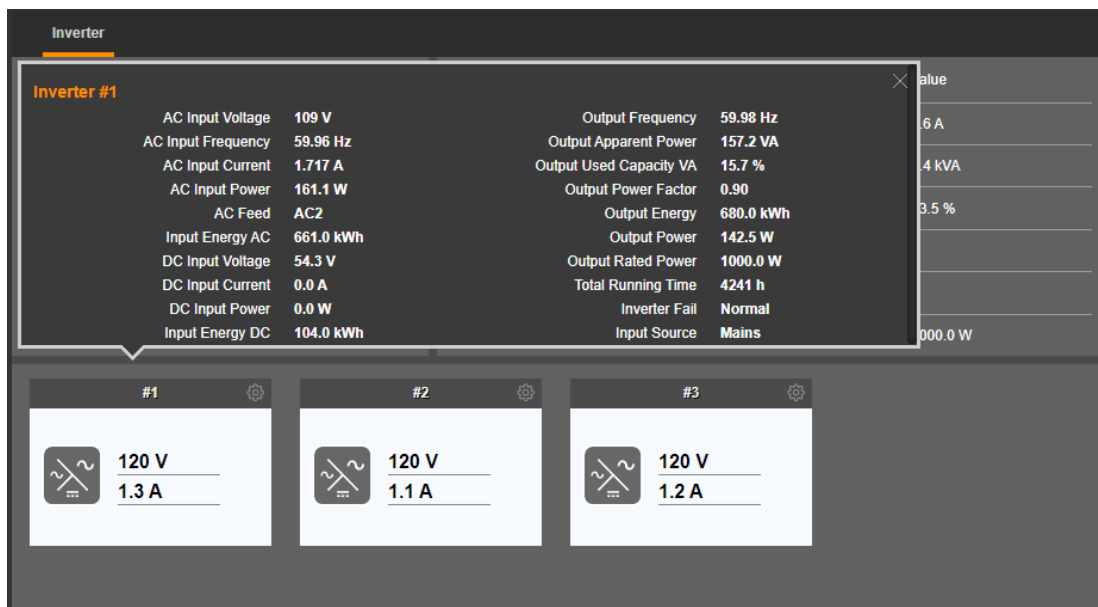 Inverter
Inverter #1
AC Input Voltage 109 V
AC Input Frequency 59.96 Hz
AC Input Current 1.717 A
AC Input Power 161.1 W
AC Feed AC2
Input Energy AC 661.0 kWh
DC Input Voltage 54.3 V
DC Input Current 0.0 A
DC Input Power 0.0 W
Input Energy DC 104.0 kWh
Output Frequency 59.98 Hz
Output Apparent Power 157.2 VA
Output Used Capacity VA 15.7 %
Output Power Factor 0.90
Output Energy 680.0 kWh
Output Power 142.5 W
Output Rated Power 1000.0 W
Total Running Time 4241 h
Inverter Fail Normal
Input Source Mains
alue
.6 A
.4 kVA
3.5 %
000.0 W
#1
120 V
1.3 A
#2
120 V
1.1 A
#3
120 V
1.2 A